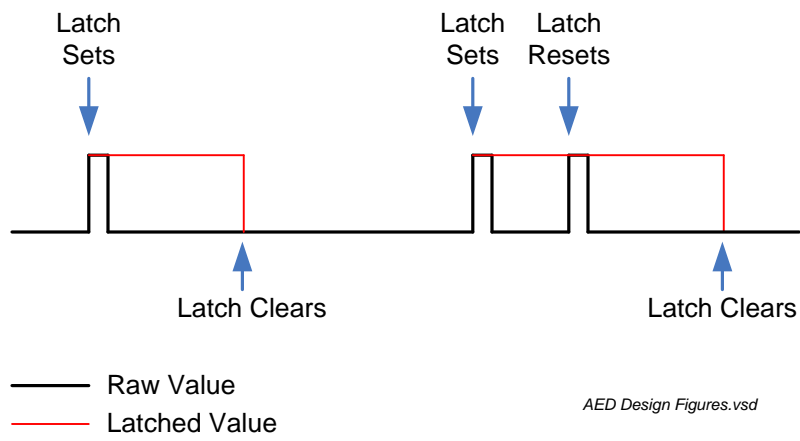 Latch
Sets
Latch
Sets
Latch
Resets
Latch Clears
Latch Clears
Raw Value
Latched Value
AED Design Figures.vsd